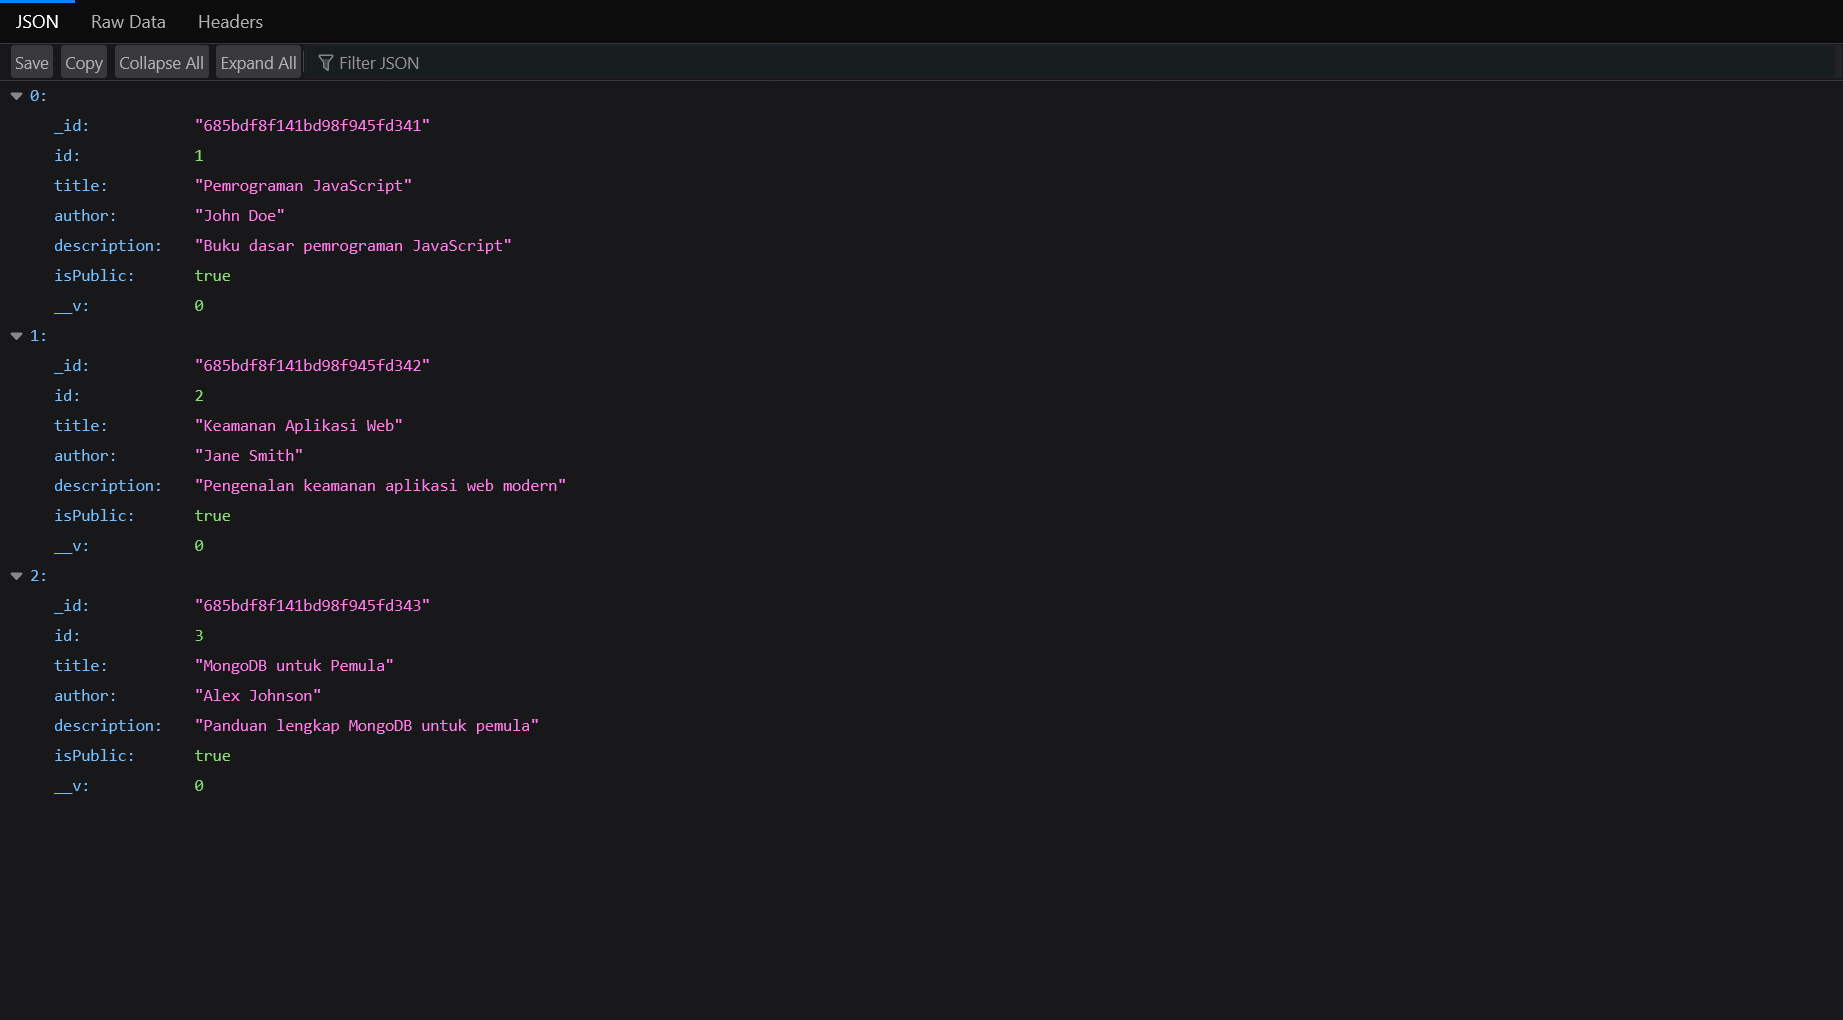 JSON Raw Data Headers
Save Copy Collapse All Expand All Filter JSON
0:
_id: "685bdf8f141bd98f945fd341"
id: 1
title: "Pemrograman JavaScript"
author: "John Doe"
description: "Buku dasar pemrograman JavaScript"
isPublic: true
__v: 0
1:
_id: "685bdf8f141bd98f945fd342"
id: 2
title: "Keamanan Aplikasi Web"
author: "Jane Smith"
description: "Pengenalan keamanan aplikasi web modern"
isPublic: true
__v: 0
2:
_id: "685bdf8f141bd98f945fd343"
id: 3
title: "MongoDB untuk Pemula"
author: "Alex Johnson"
description: "Panduan lengkap MongoDB untuk pemula"
isPublic: true
__v: 0